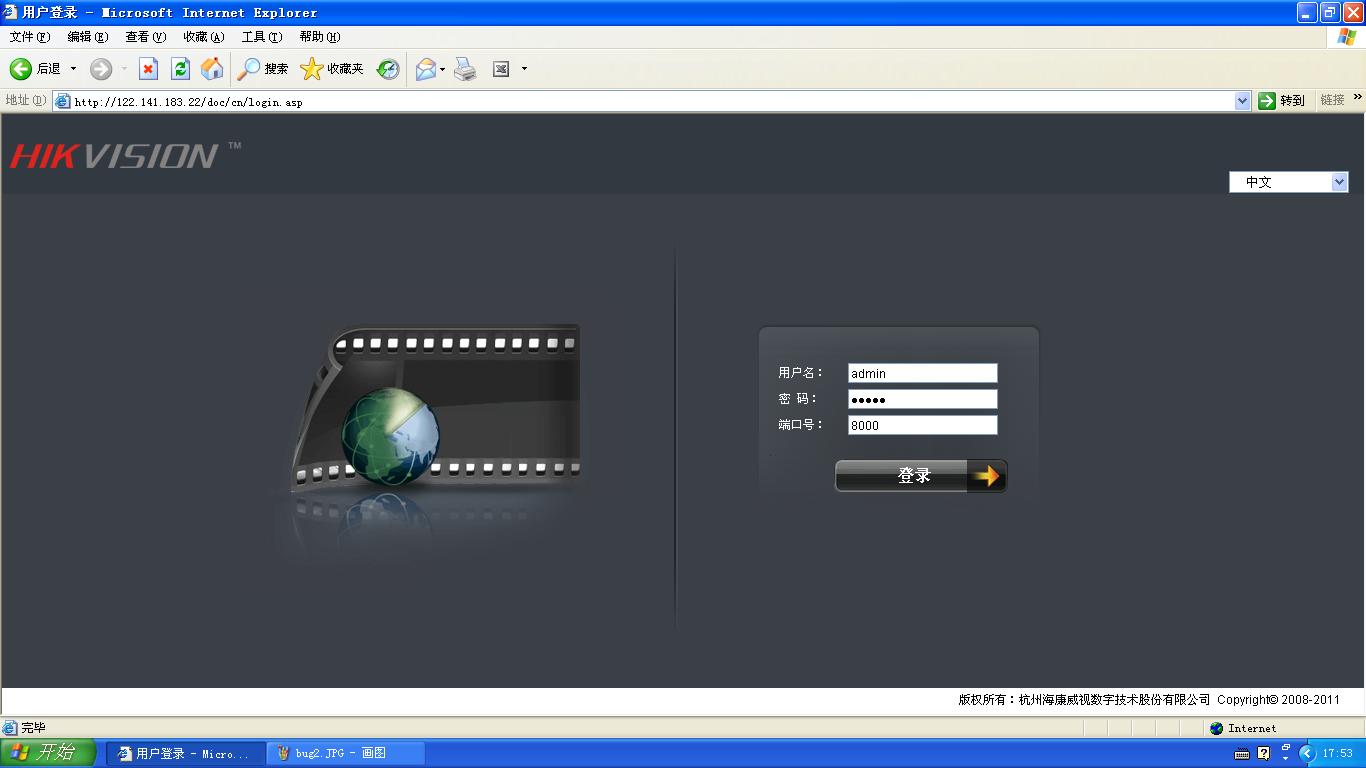 用户登录 - Microsoft Internet Explorer
文件(F) 编辑(E) 查看(V) 收藏(A) 工具(T) 帮助(H)
后退 搜索 收藏夹
地址(D) http://122.141.183.22/doc/cn/login.asp 转到 链接 »
HIKVISION ™
中文
用户名： admin
密 码： ●●●●●
端口号： 8000
登录
版权所有：杭州海康威视数字技术股份有限公司 Copyright© 2008-2011
完毕 Internet
开始 用户登录 - Micro... bug2.JPG - 画图 17:53